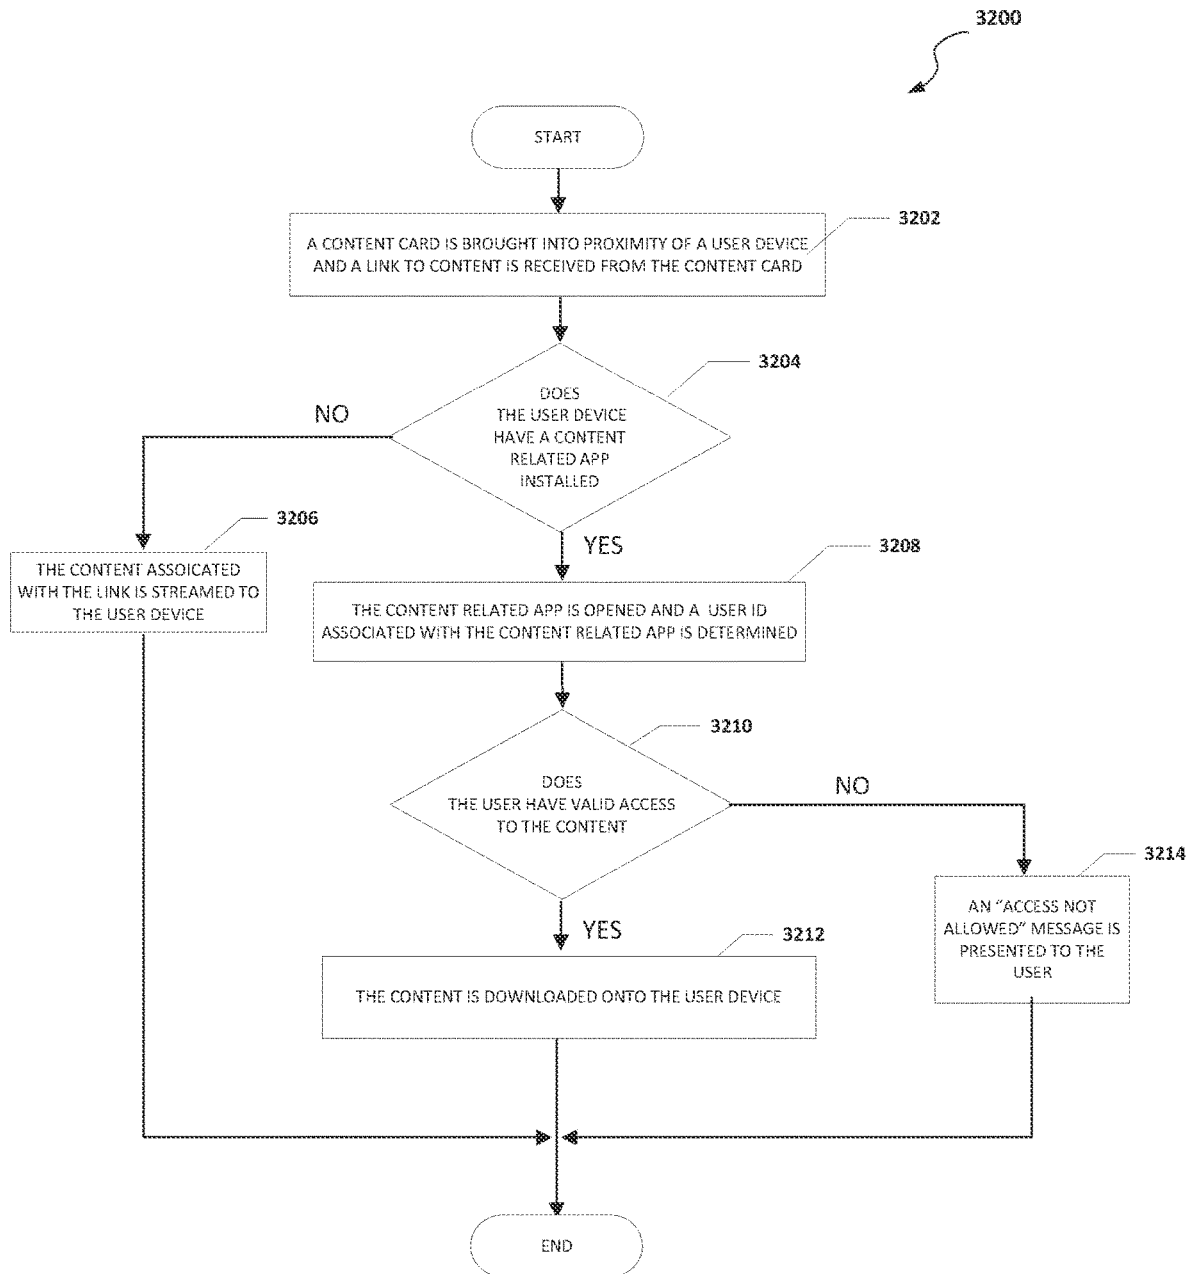 3200
START
3202
A CONTENT CARD IS BROUGHT INTO PROXIMITY OF A USER DEVICE
AND A LINK TO CONTENT IS RECEIVED FROM THE CONTENT CARD
3204
DOES
THE USER DEVICE
HAVE A CONTENT
RELATED APP
INSTALLED
NO
YES
3206
THE CONTENT ASSOICATED
WITH THE LINK IS STREAMED TO
THE USER DEVICE
3208
THE CONTENT RELATED APP IS OPENED AND A USER ID
ASSOCIATED WITH THE CONTENT RELATED APP IS DETERMINED
3210
DOES
THE USER HAVE VALID ACCESS
TO THE CONTENT
NO
YES
3214
AN “ACCESS NOT
ALLOWED” MESSAGE IS
PRESENTED TO THE
USER
3212
THE CONTENT IS DOWNLOADED ONTO THE USER DEVICE
END